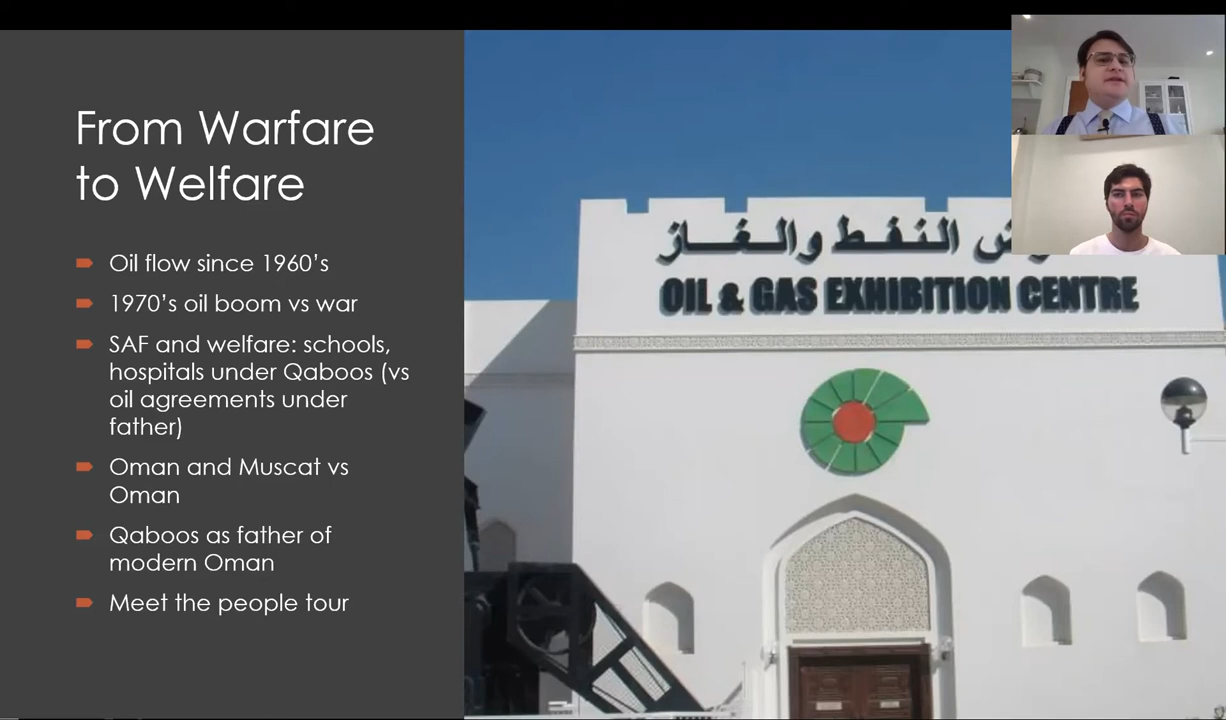 From Warfare
to Welfare
Oil flow since 1960's
1970's oil boom vs war
SAF and welfare: schools,
hospitals under Qaboos (vs
oil agreements under
father)
Oman and Muscat vs
Oman
Qaboos as father of
modern Oman
Meet the people tour
النفط والغاز
OIL & GAS EXHIBITION CENTRE